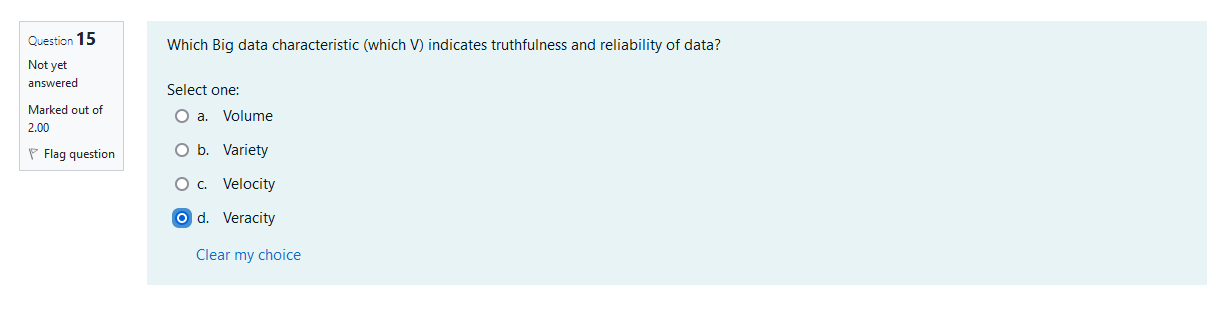 Question 15
Not yet
answered
Marked out of
2.00
Flag question
Which Big data characteristic (which V) indicates truthfulness and reliability of data?
Select one:
a. Volume
b. Variety
c. Velocity
d. Veracity
Clear my choice